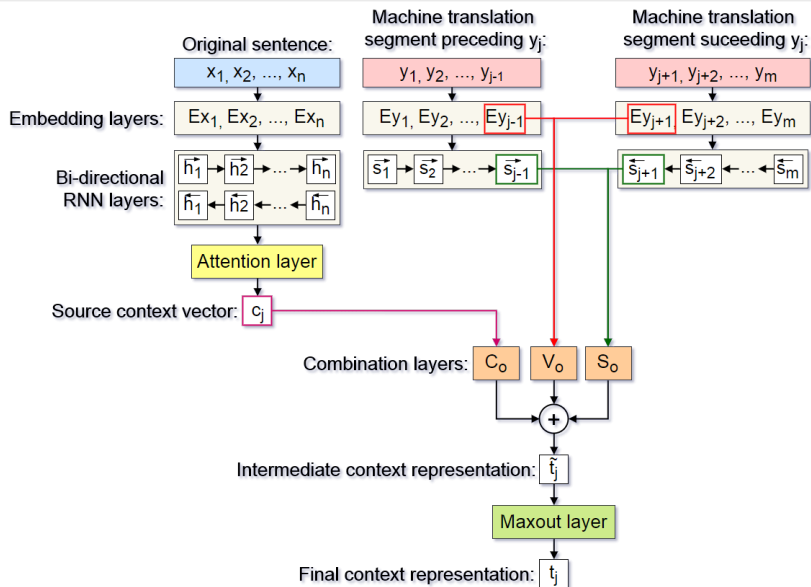 Original sentence:
Machine translation
segment preceding yj:
Machine translation
segment suceeding yj:
x1, x2, ..., xn
y1, y2, ..., yj-1
yj+1, yj+2, ..., ym
Embedding layers:
Ex1, Ex2, ..., Exn
Ey1, Ey2, ..., Eyj-1
Eyj+1, Eyj+2, ..., Eym
Bi-directional
RNN layers:
h1 h2 ... hn
h1 h2 ... hn
s1 s2 ... sj-1
sj+1 sj+2 ... sm
Attention layer
Source context vector: cj
Combination layers: Co Vo So
+
Intermediate context representation: t̃j
Maxout layer
Final context representation: tj